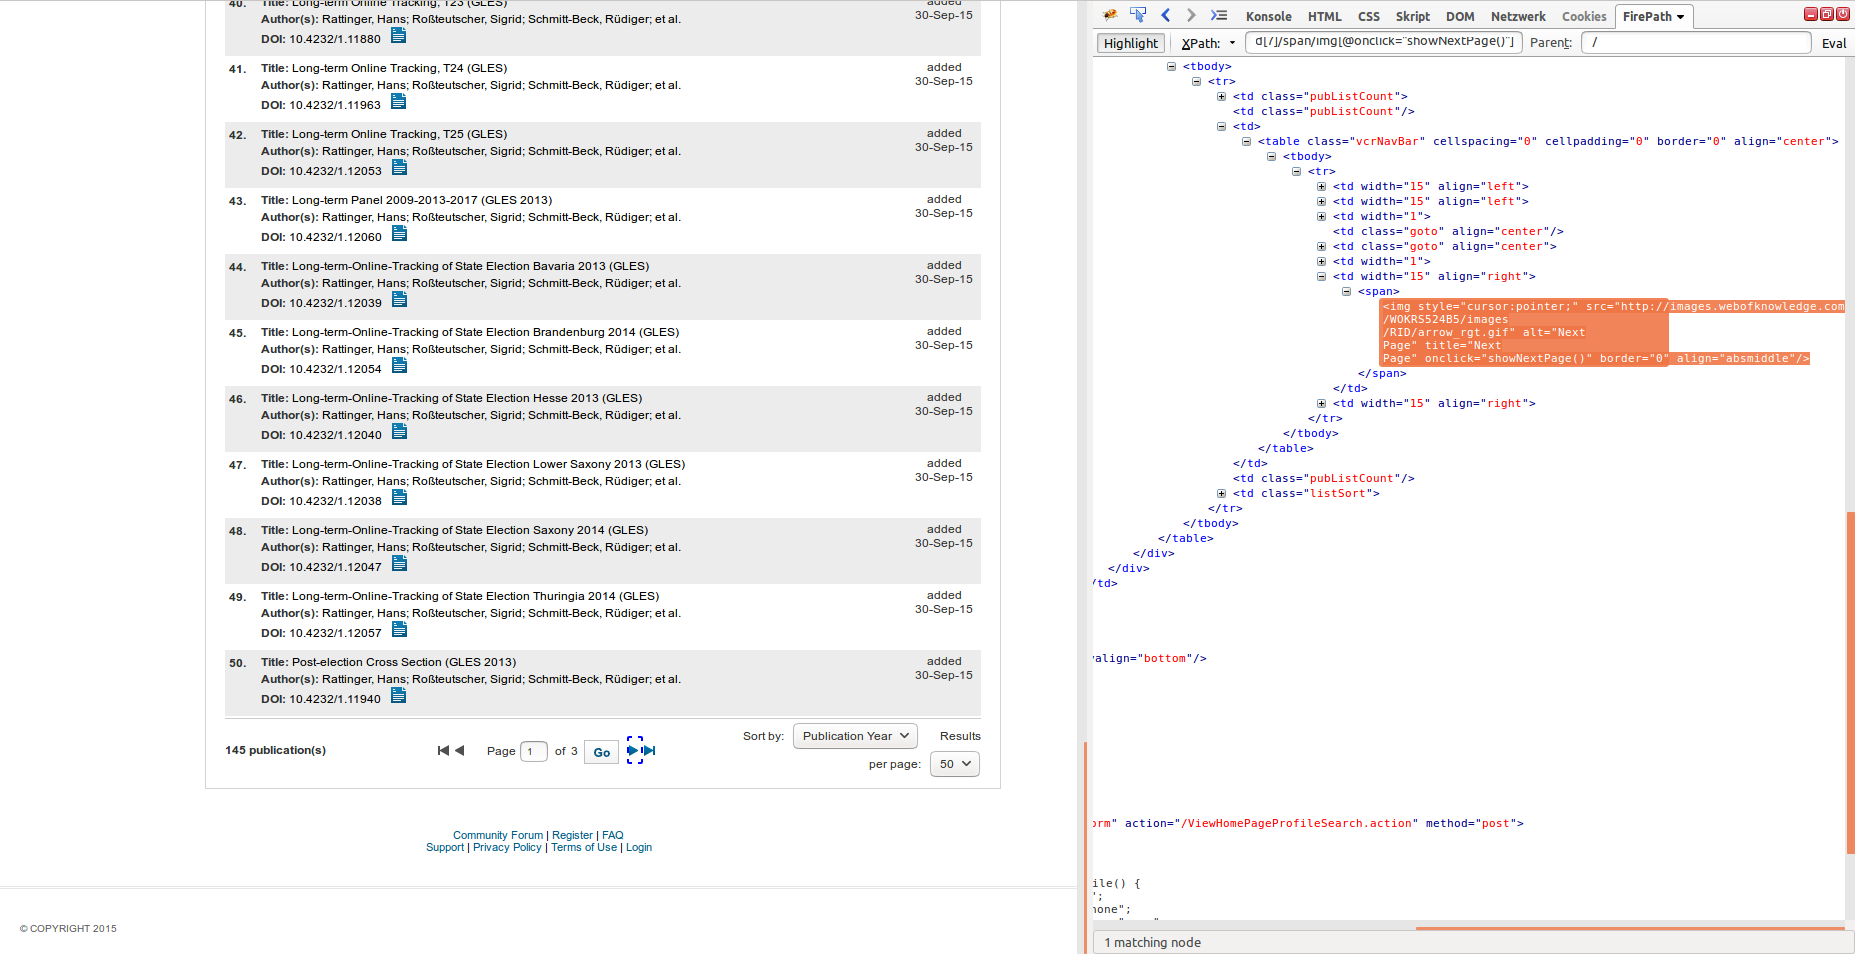 40. Title: Long-term Online Tracking, T23 (GLES)
added
Author(s): Rattinger, Hans; Roßteutscher, Sigrid; Schmitt-Beck, Rüdiger; et al.
30-Sep-15
DOI: 10.4232/1.11880
41. Title: Long-term Online Tracking, T24 (GLES)
added
Author(s): Rattinger, Hans; Roßteutscher, Sigrid; Schmitt-Beck, Rüdiger; et al.
30-Sep-15
DOI: 10.4232/1.11963
42. Title: Long-term Online Tracking, T25 (GLES)
added
Author(s): Rattinger, Hans; Roßteutscher, Sigrid; Schmitt-Beck, Rüdiger; et al.
30-Sep-15
DOI: 10.4232/1.12053
43. Title: Long-term Panel 2009-2013-2017 (GLES 2013)
added
Author(s): Rattinger, Hans; Roßteutscher, Sigrid; Schmitt-Beck, Rüdiger; et al.
30-Sep-15
DOI: 10.4232/1.12060
44. Title: Long-term-Online-Tracking of State Election Bavaria 2013 (GLES)
added
Author(s): Rattinger, Hans; Roßteutscher, Sigrid; Schmitt-Beck, Rüdiger; et al.
30-Sep-15
DOI: 10.4232/1.12039
45. Title: Long-term-Online-Tracking of State Election Brandenburg 2014 (GLES)
added
Author(s): Rattinger, Hans; Roßteutscher, Sigrid; Schmitt-Beck, Rüdiger; et al.
30-Sep-15
DOI: 10.4232/1.12054
46. Title: Long-term-Online-Tracking of State Election Hesse 2013 (GLES)
added
Author(s): Rattinger, Hans; Roßteutscher, Sigrid; Schmitt-Beck, Rüdiger; et al.
30-Sep-15
DOI: 10.4232/1.12040
47. Title: Long-term-Online-Tracking of State Election Lower Saxony 2013 (GLES)
added
Author(s): Rattinger, Hans; Roßteutscher, Sigrid; Schmitt-Beck, Rüdiger; et al.
30-Sep-15
DOI: 10.4232/1.12038
48. Title: Long-term-Online-Tracking of State Election Saxony 2014 (GLES)
added
Author(s): Rattinger, Hans; Roßteutscher, Sigrid; Schmitt-Beck, Rüdiger; et al.
30-Sep-15
DOI: 10.4232/1.12047
49. Title: Long-term-Online-Tracking of State Election Thuringia 2014 (GLES)
added
Author(s): Rattinger, Hans; Roßteutscher, Sigrid; Schmitt-Beck, Rüdiger; et al.
30-Sep-15
DOI: 10.4232/1.12057
50. Title: Post-election Cross Section (GLES 2013)
added
Author(s): Rattinger, Hans; Roßteutscher, Sigrid; Schmitt-Beck, Rüdiger; et al.
30-Sep-15
DOI: 10.4232/1.11940
145 publication(s)
Page 1 of 3 Go
Sort by: Publication Year
Results
per page: 50
Community Forum | Register | FAQ
Support | Privacy Policy | Terms of Use | Login
© COPYRIGHT 2015
Konsole HTML CSS Skript DOM Netzwerk Cookies FirePath
Highlight XPath: d[7]/span/img[@onclick="showNextPage()"] Parent: / Eval
<tbody>
<tr>
<td class="pubListCount">
<td class="pubListCount"/>
<td>
<table class="vcrNavBar" cellspacing="0" cellpadding="0" border="0" align="center">
<tbody>
<tr>
<td width="15" align="left">
<td width="15" align="left">
<td width="1">
<td class="goto" align="center"/>
<td class="goto" align="center">
<td width="1">
<td width="15" align="right">
<span>
<img style="cursor:pointer;" src="http://images.webofknowledge.com
/WOKRS524B5/images
/RID/arrow_rgt.gif" alt="Next
Page" title="Next
Page" onclick="showNextPage()" border="0" align="absmiddle"/>
</span>
</td>
<td width="15" align="right">
</tr>
</tbody>
</table>
</td>
<td class="pubListCount"/>
<td class="listSort">
</tr>
</tbody>
</table>
</div>
</div>
/td>
valign="bottom"/>
orm" action="/ViewHomePageProfileSearch.action" method="post">
ile() {
";
none";
1 matching node